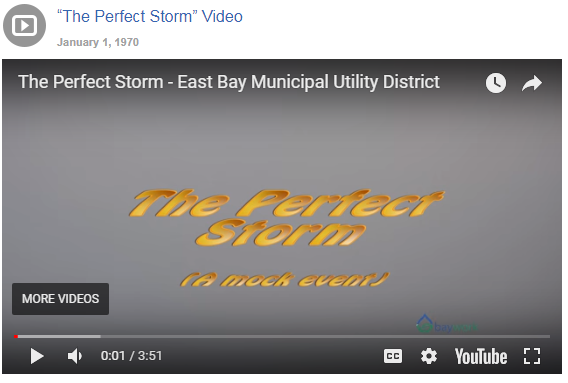 “The Perfect Storm” Video
January 1, 1970
The Perfect Storm - East Bay Municipal Utility District
The Perfect
Storm
(A mock event)
MORE VIDEOS
0:01 / 3:51
CC
YouTube